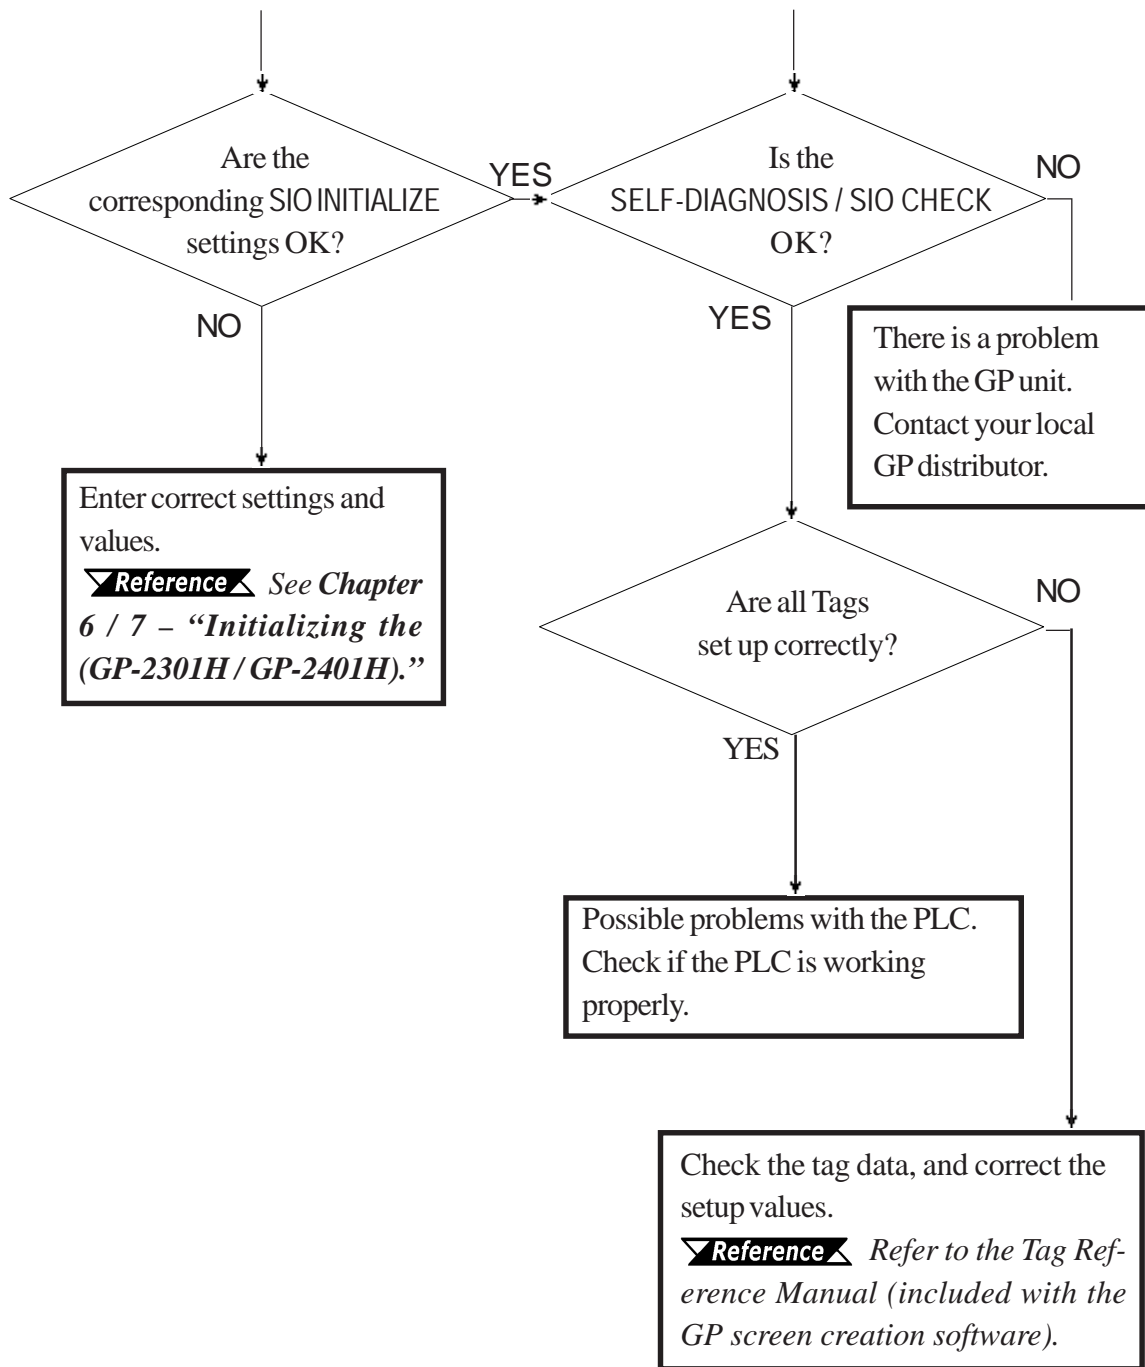 Are the
corresponding SIO INITIALIZE
settings OK?
YES
NO
Is the
SELF-DIAGNOSIS / SIO CHECK
OK?
NO
YES
There is a problem
with the GP unit.
Contact your local
GP distributor.
Enter correct settings and
values.
Reference See Chapter
6 / 7 – “Initializing the
(GP-2301H / GP-2401H).”
Are all Tags
set up correctly?
NO
YES
Possible problems with the PLC.
Check if the PLC is working
properly.
Check the tag data, and correct the
setup values.
Reference Refer to the Tag Ref-
erence Manual (included with the
GP screen creation software).